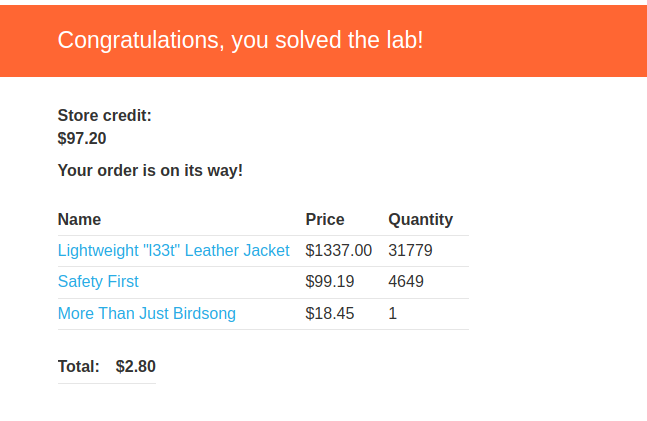 Congratulations, you solved the lab!
Store credit:
$97.20
Your order is on its way!
Name Price Quantity
Lightweight "l33t" Leather Jacket $1337.00 31779
Safety First $99.19 4649
More Than Just Birdsong $18.45 1
Total: $2.80